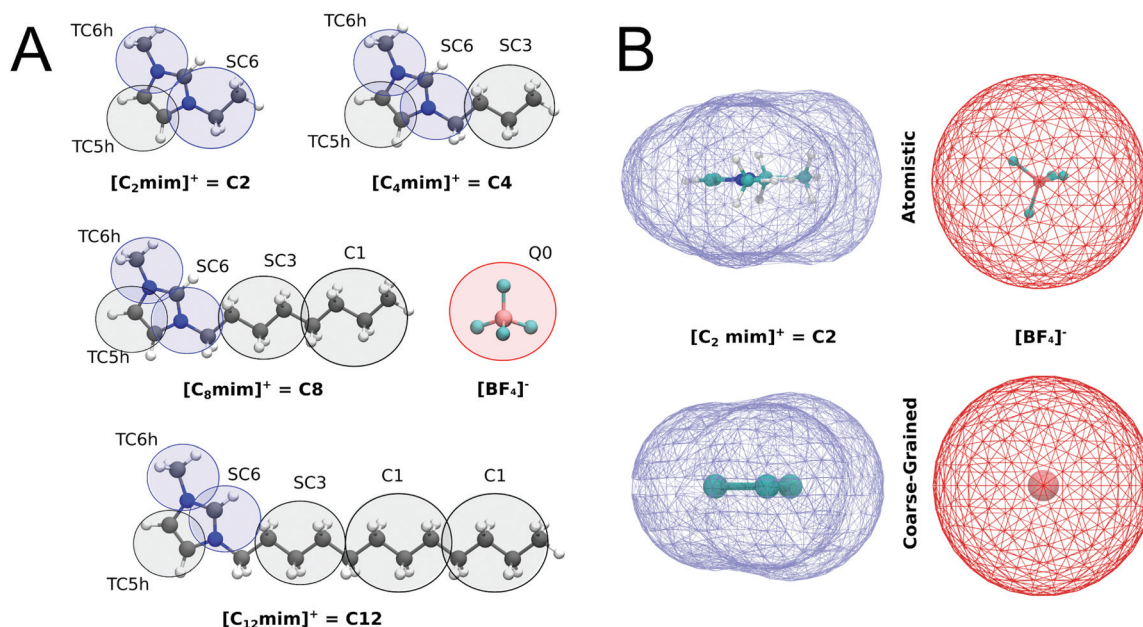 A
TC6h
SC6
TC5h
[C₂mim]⁺ = C2
TC6h
SC6
SC3
TC5h
[C₄mim]⁺ = C4
TC6h
SC6
SC3
C1
TC5h
[C₈mim]⁺ = C8
Q0
[BF₄]⁻
TC6h
SC6
SC3
C1
C1
TC5h
[C₁₂mim]⁺ = C12
B
Atomistic
[C₂ mim]⁺ = C2
[BF₄]⁻
Coarse-Grained